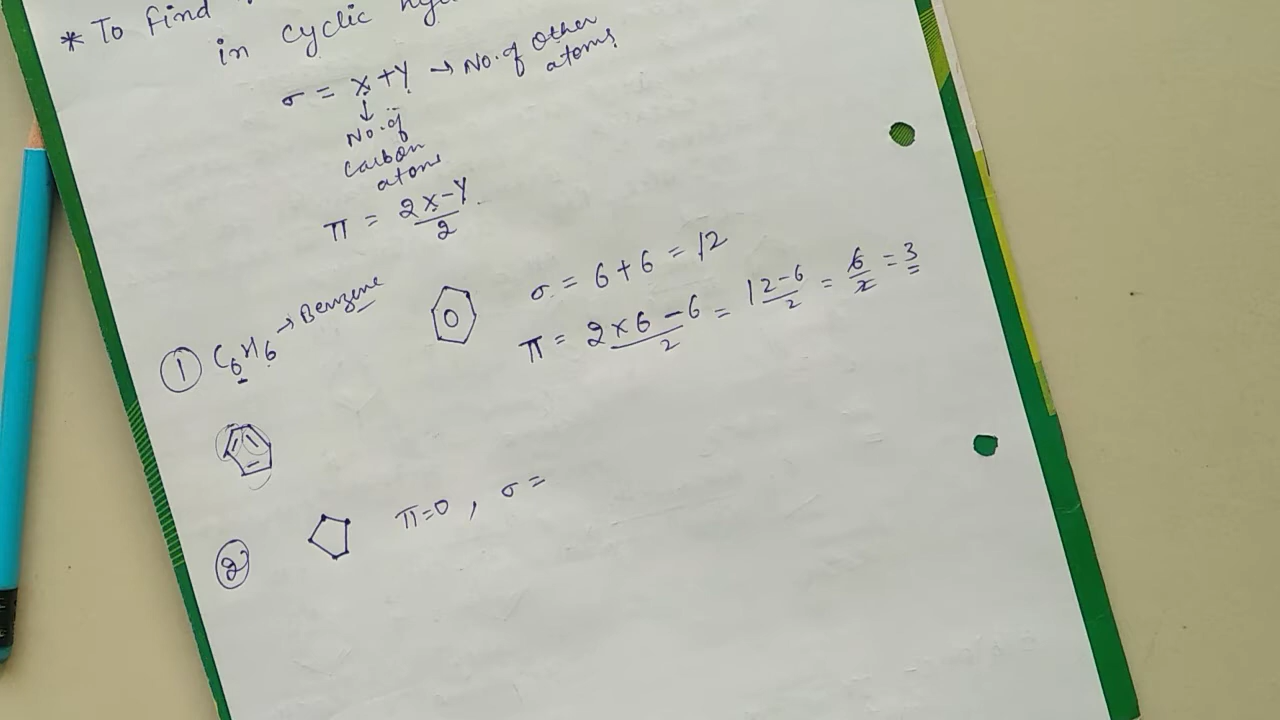 * To find
in cyclic
σ = x + y → No. of other
atoms
↓
No. of
carbon
atoms
π = 2x - y / 2
① C6H6 → Benzene
σ = 6 + 6 = 12
π = 2 x 6 - 6 / 2 = 12 - 6 / 2 = 6 / 2 = 3
② π = 0 , σ =